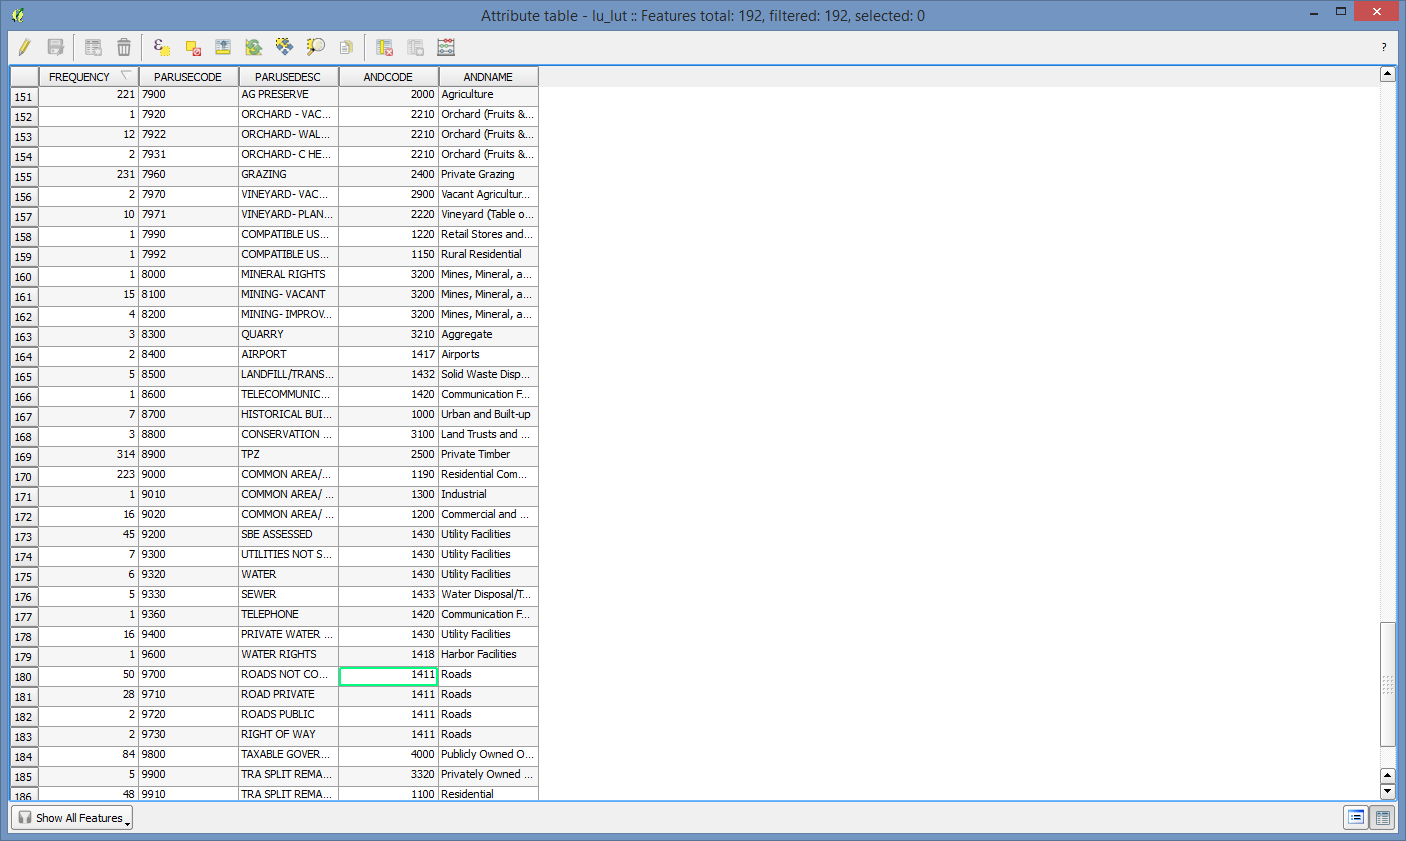 Attribute table - lu_lut :: Features total: 192, filtered: 192, selected: 0
?
FREQUENCY PARUSECODE PARUSEDESC ANDCODE ANDNAME
151 221 7900 AG PRESERVE 2000 Agriculture
152 1 7920 ORCHARD - VAC... 2210 Orchard (Fruits &...
153 12 7922 ORCHARD- WAL... 2210 Orchard (Fruits &...
154 2 7931 ORCHARD- C HE... 2210 Orchard (Fruits &...
155 231 7960 GRAZING 2400 Private Grazing
156 2 7970 VINEYARD- VAC... 2900 Vacant Agricultur...
157 10 7971 VINEYARD- PLAN... 2220 Vineyard (Table o...
158 1 7990 COMPATIBLE US... 1220 Retail Stores and...
159 1 7992 COMPATIBLE US... 1150 Rural Residential
160 1 8000 MINERAL RIGHTS 3200 Mines, Mineral, a...
161 15 8100 MINING- VACANT 3200 Mines, Mineral, a...
162 4 8200 MINING- IMPROV... 3200 Mines, Mineral, a...
163 3 8300 QUARRY 3210 Aggregate
164 2 8400 AIRPORT 1417 Airports
165 5 8500 LANDFILL/TRANS... 1432 Solid Waste Disp...
166 1 8600 TELECOMMUNIC... 1420 Communication F...
167 7 8700 HISTORICAL BUI... 1000 Urban and Built-up
168 3 8800 CONSERVATION ... 3100 Land Trusts and ...
169 314 8900 TPZ 2500 Private Timber
170 223 9000 COMMON AREA/... 1190 Residential Com...
171 1 9010 COMMON AREA/ ... 1300 Industrial
172 16 9020 COMMON AREA/ ... 1200 Commercial and ...
173 45 9200 SBE ASSESSED 1430 Utility Facilities
174 7 9300 UTILITIES NOT S... 1430 Utility Facilities
175 6 9320 WATER 1430 Utility Facilities
176 5 9330 SEWER 1433 Water Disposal/T...
177 1 9360 TELEPHONE 1420 Communication F...
178 16 9400 PRIVATE WATER ... 1430 Utility Facilities
179 1 9600 WATER RIGHTS 1418 Harbor Facilities
180 50 9700 ROADS NOT CO... 1411 Roads
181 28 9710 ROAD PRIVATE 1411 Roads
182 2 9720 ROADS PUBLIC 1411 Roads
183 2 9730 RIGHT OF WAY 1411 Roads
184 84 9800 TAXABLE GOVER... 4000 Publicly Owned O...
185 5 9900 TRA SPLIT REMA... 3320 Privately Owned ...
186 48 9910 TRA SPLIT REMA... 1100 Residential
Show All Features